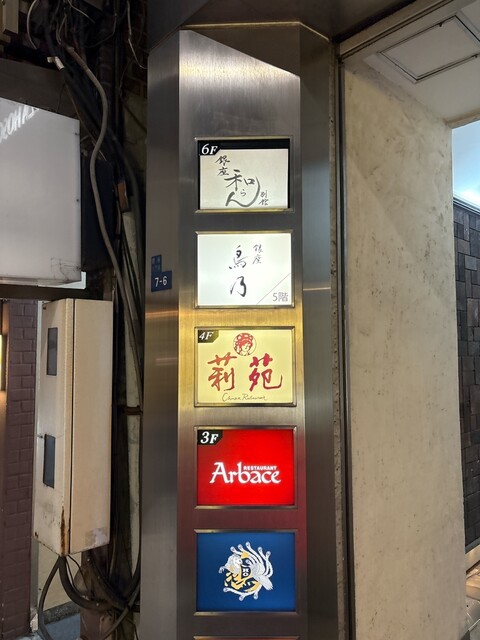 6F
銀座
和らん
別館
銀座
鳥乃
5階
7-6
4F
莉苑
Chinese Restaurant
3F
RESTAURANT
Arbace